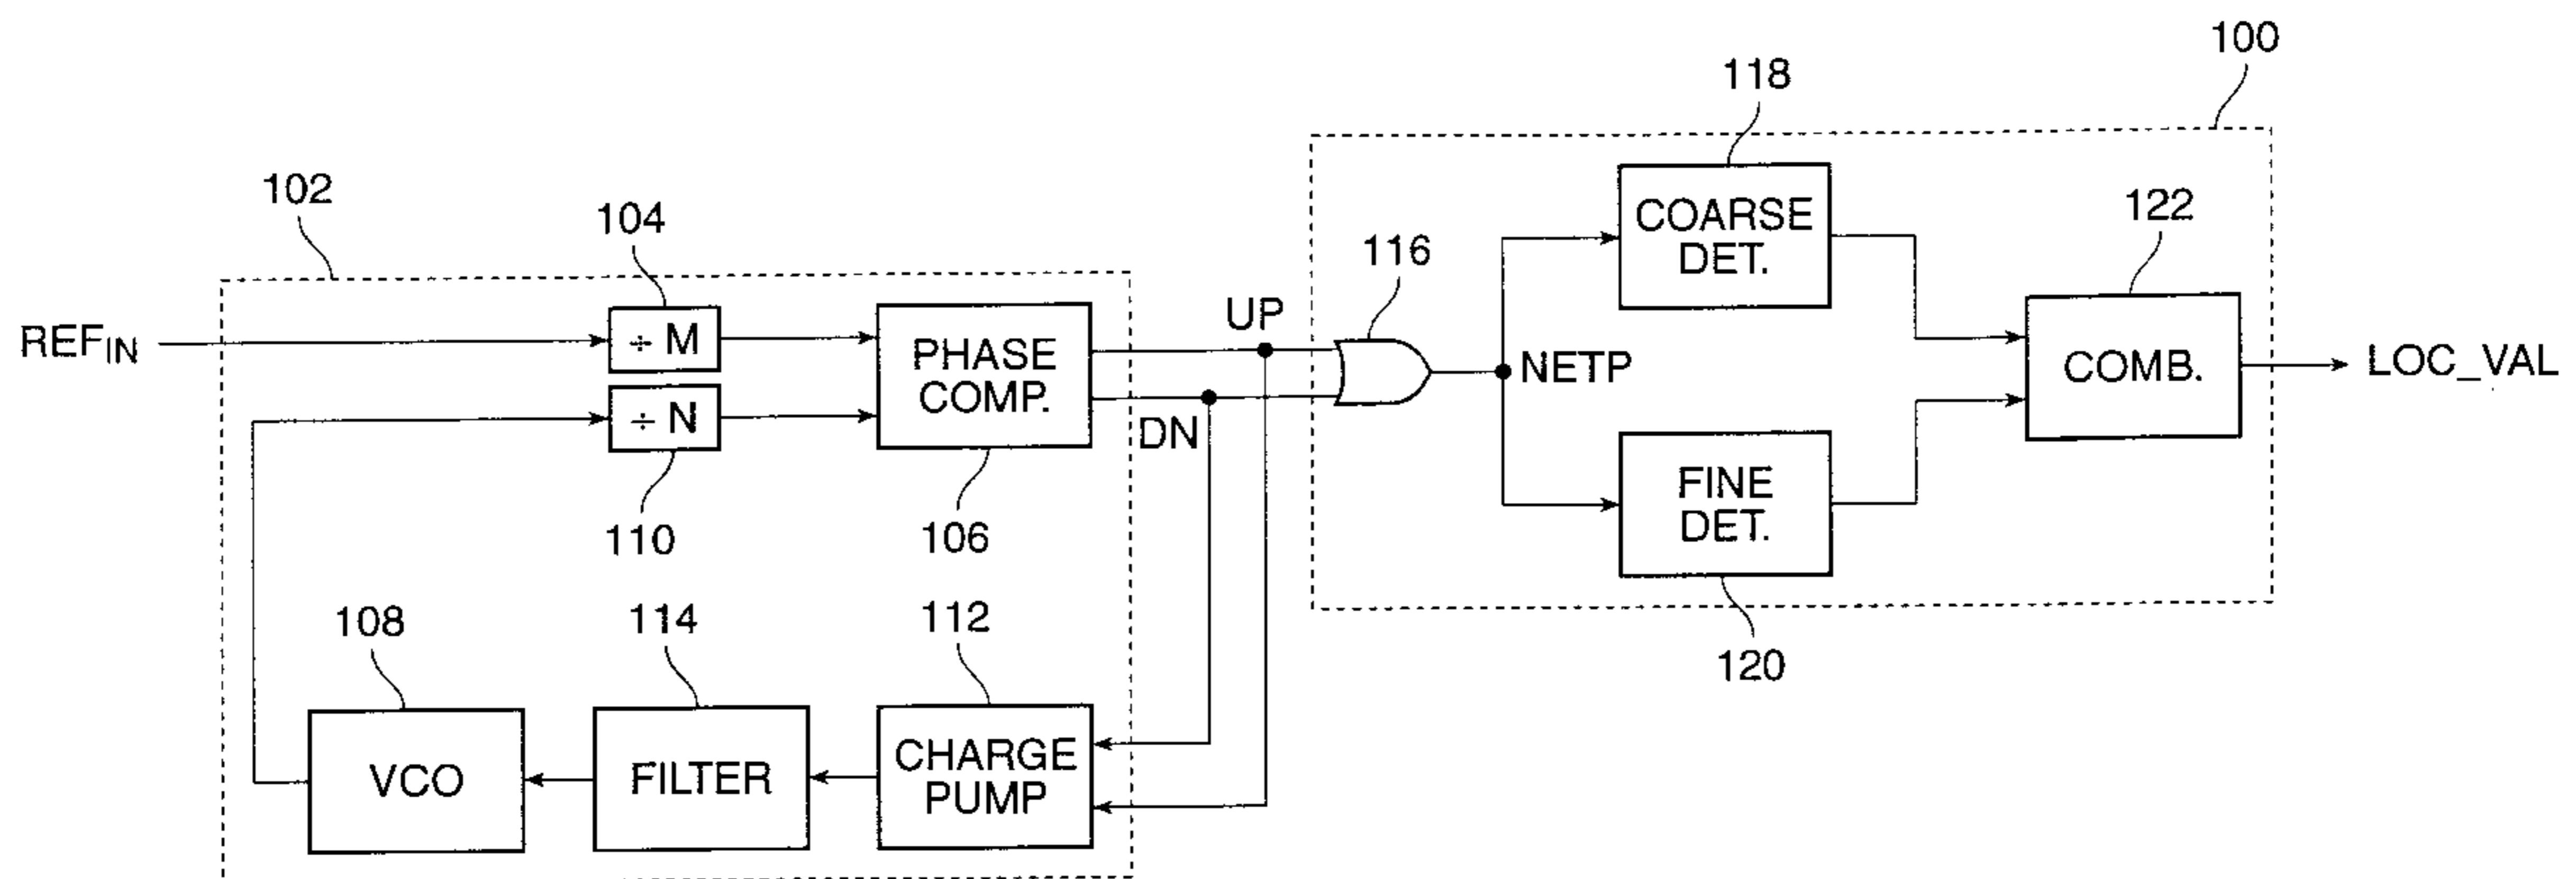 100
118
102
104
116
122
COARSE
DET.
UP
REFIN
÷ M
PHASE
COMP.
NETP
COMB.
LOC_VAL
÷ N
DN
110
106
FINE
DET.
108
114
112
120
VCO
FILTER
CHARGE
PUMP